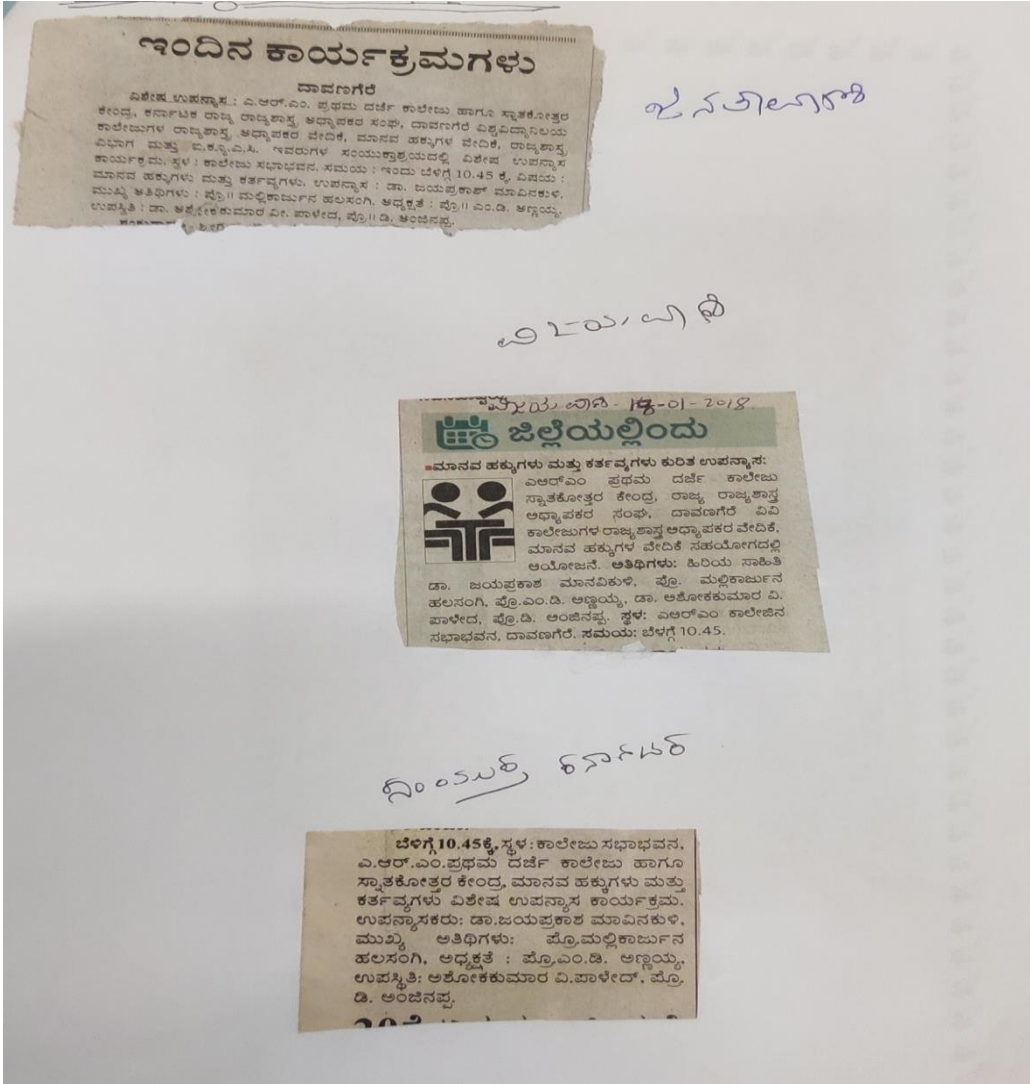 ಇಂದಿನ ಕಾರ್ಯಕ್ರಮಗಳು
ದಾವಣಗೆರೆ
ವಿಶೇಷ ಉಪನ್ಯಾಸ : ಎ.ಆರ್.ಎಂ. ಪ್ರಥಮ ದರ್ಜೆ ಕಾಲೇಜು ಹಾಗೂ ಸ್ನಾತಕೋತ್ತರ
ಕೇಂದ್ರ, ಕರ್ನಾಟಕ ರಾಜ್ಯ ರಾಜ್ಯಶಾಸ್ತ್ರ ಅಧ್ಯಾಪಕರ ಸಂಘ, ದಾವಣಗೆರೆ ವಿಶ್ವವಿದ್ಯಾನಿಲಯ
ಕಾಲೇಜುಗಳ ರಾಜ್ಯಶಾಸ್ತ್ರ ಅಧ್ಯಾಪಕರ ವೇದಿಕೆ, ಮಾನವ ಹಕ್ಕುಗಳ ವೇದಿಕೆ, ರಾಜ್ಯಶಾಸ್ತ್ರ
ವಿಭಾಗ ಮತ್ತು ಐ.ಕ್ಯೂ.ಎ.ಸಿ. ಇವರುಗಳ ಸಂಯುಕ್ತಾಶ್ರಯದಲ್ಲಿ ವಿಶೇಷ ಉಪನ್ಯಾಸ
ಕಾರ್ಯಕ್ರಮ. ಸ್ಥಳ : ಕಾಲೇಜು ಸಭಾಭವನ, ಸಮಯ : ಇಂದು ಬೆಳಿಗ್ಗೆ 10.45 ಕ್ಕೆ. ವಿಷಯ :
ಮಾನವ ಹಕ್ಕುಗಳು ಮತ್ತು ಕರ್ತವ್ಯಗಳು. ಉಪನ್ಯಾಸ : ಡಾ. ಜಯಪ್ರಕಾಶ್ ಮಾವಿನಕುಳಿ.
ಮುಖ್ಯ ಅತಿಥಿಗಳು : ಪ್ರೊ।। ಮಲ್ಲಿಕಾರ್ಜುನ ಹಲಸಂಗಿ. ಅಧ್ಯಕ್ಷತೆ : ಪ್ರೊ।। ಎಂ.ಡಿ. ಅಣ್ಣಯ್ಯ,
ಉಪಸ್ಥಿತಿ : ಡಾ. ಅಶೋಕಕುಮಾರ ವೀ. ಪಾಳೇದ, ಪ್ರೊ।। ಡಿ. ಅಂಜಿನಪ್ಪ.
ಜನತಾವಾಣಿ
ವಿಜಯವಾಣಿ
ವಿಜಯ ವಾಣಿ - 18-01-2018
ಜಿಲ್ಲೆಯಲ್ಲಿಂದು
ಮಾನವ ಹಕ್ಕುಗಳು ಮತ್ತು ಕರ್ತವ್ಯಗಳು ಕುರಿತ ಉಪನ್ಯಾಸ:
ಎಆರ್‌ಎಂ ಪ್ರಥಮ ದರ್ಜೆ ಕಾಲೇಜು
ಸ್ನಾತಕೋತ್ತರ ಕೇಂದ್ರ, ರಾಜ್ಯ ರಾಜ್ಯಶಾಸ್ತ್ರ
ಅಧ್ಯಾಪಕರ ಸಂಘ, ದಾವಣಗೆರೆ ವಿವಿ
ಕಾಲೇಜುಗಳ ರಾಜ್ಯಶಾಸ್ತ್ರ ಅಧ್ಯಾಪಕರ ವೇದಿಕೆ,
ಮಾನವ ಹಕ್ಕುಗಳ ವೇದಿಕೆ ಸಹಯೋಗದಲ್ಲಿ
ಆಯೋಜನೆ. ಅತಿಥಿಗಳು: ಹಿರಿಯ ಸಾಹಿತಿ
ಡಾ. ಜಯಪ್ರಕಾಶ ಮಾನವಿಕುಳಿ, ಪ್ರೊ. ಮಲ್ಲಿಕಾರ್ಜುನ
ಹಲಸಂಗಿ, ಪ್ರೊ.ಎಂ.ಡಿ. ಅಣ್ಣಯ್ಯ, ಡಾ. ಅಶೋಕಕುಮಾರ ವಿ.
ಪಾಳೇದ, ಪ್ರೊ.ಡಿ. ಅಂಜಿನಪ್ಪ. ಸ್ಥಳ: ಎಆರ್‌ಎಂ ಕಾಲೇಜಿನ
ಸಭಾಭವನ, ದಾವಣಗೆರೆ. ಸಮಯ: ಬೆಳಗ್ಗೆ 10.45.
ಸಂಯುಕ್ತ ಕರ್ನಾಟಕ
ಬೆಳಿಗ್ಗೆ 10.45ಕ್ಕೆ, ಸ್ಥಳ: ಕಾಲೇಜು ಸಭಾಭವನ,
ಎ.ಆರ್.ಎಂ.ಪ್ರಥಮ ದರ್ಜೆ ಕಾಲೇಜು ಹಾಗೂ
ಸ್ನಾತಕೋತ್ತರ ಕೇಂದ್ರ, ಮಾನವ ಹಕ್ಕುಗಳು ಮತ್ತು
ಕರ್ತವ್ಯಗಳು ವಿಶೇಷ ಉಪನ್ಯಾಸ ಕಾರ್ಯಕ್ರಮ.
ಉಪನ್ಯಾಸಕರು: ಡಾ.ಜಯಪ್ರಕಾಶ ಮಾವಿನಕುಳಿ,
ಮುಖ್ಯ ಅತಿಥಿಗಳು: ಪ್ರೊ.ಮಲ್ಲಿಕಾರ್ಜುನ
ಹಲಸಂಗಿ, ಅಧ್ಯಕ್ಷತೆ : ಪ್ರೊ.ಎಂ.ಡಿ. ಅಣ್ಣಯ್ಯ,
ಉಪಸ್ಥಿತಿ: ಅಶೋಕಕುಮಾರ ವಿ.ಪಾಳೇದ್, ಪ್ರೊ.
ಡಿ. ಅಂಜಿನಪ್ಪ.